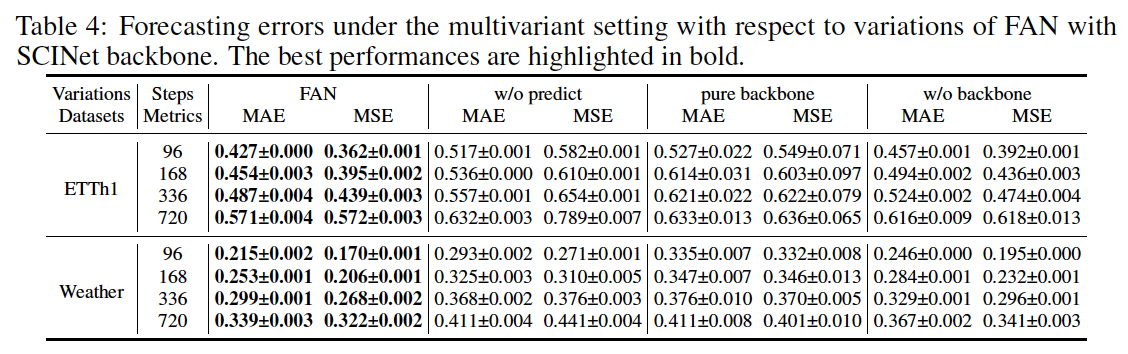 Table 4: Forecasting errors under the multivariant setting with respect to variations of FAN with
SCINet backbone. The best performances are highlighted in bold.
Variations Steps FAN w/o predict pure backbone w/o backbone
Datasets Metrics MAE MSE MAE MSE MAE MSE MAE MSE
96 0.427±0.000 0.362±0.001 0.517±0.001 0.582±0.001 0.527±0.022 0.549±0.071 0.457±0.001 0.392±0.001
168 0.454±0.003 0.395±0.002 0.536±0.000 0.610±0.001 0.614±0.031 0.603±0.097 0.494±0.002 0.436±0.003
ETTh1
336 0.487±0.004 0.439±0.003 0.557±0.001 0.654±0.001 0.621±0.022 0.622±0.079 0.524±0.002 0.474±0.004
720 0.571±0.004 0.572±0.003 0.632±0.003 0.789±0.007 0.633±0.013 0.636±0.065 0.616±0.009 0.618±0.013
96 0.215±0.002 0.170±0.001 0.293±0.002 0.271±0.001 0.335±0.007 0.332±0.008 0.246±0.001 0.195±0.000
168 0.253±0.001 0.206±0.001 0.325±0.003 0.310±0.005 0.347±0.007 0.346±0.013 0.284±0.001 0.232±0.001
Weather
336 0.299±0.001 0.268±0.002 0.368±0.002 0.376±0.003 0.376±0.010 0.370±0.005 0.329±0.001 0.296±0.001
720 0.339±0.003 0.322±0.002 0.411±0.004 0.441±0.004 0.411±0.008 0.401±0.010 0.367±0.002 0.341±0.003